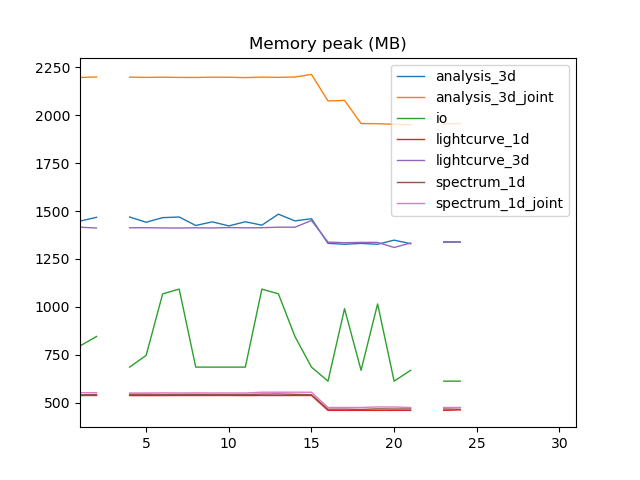 Memory peak (MB)
2250
2000
1750
1500
1250
1000
750
500
5
10
15
20
25
30
analysis_3d
analysis_3d_joint
io
lightcurve_1d
lightcurve_3d
spectrum_1d
spectrum_1d_joint